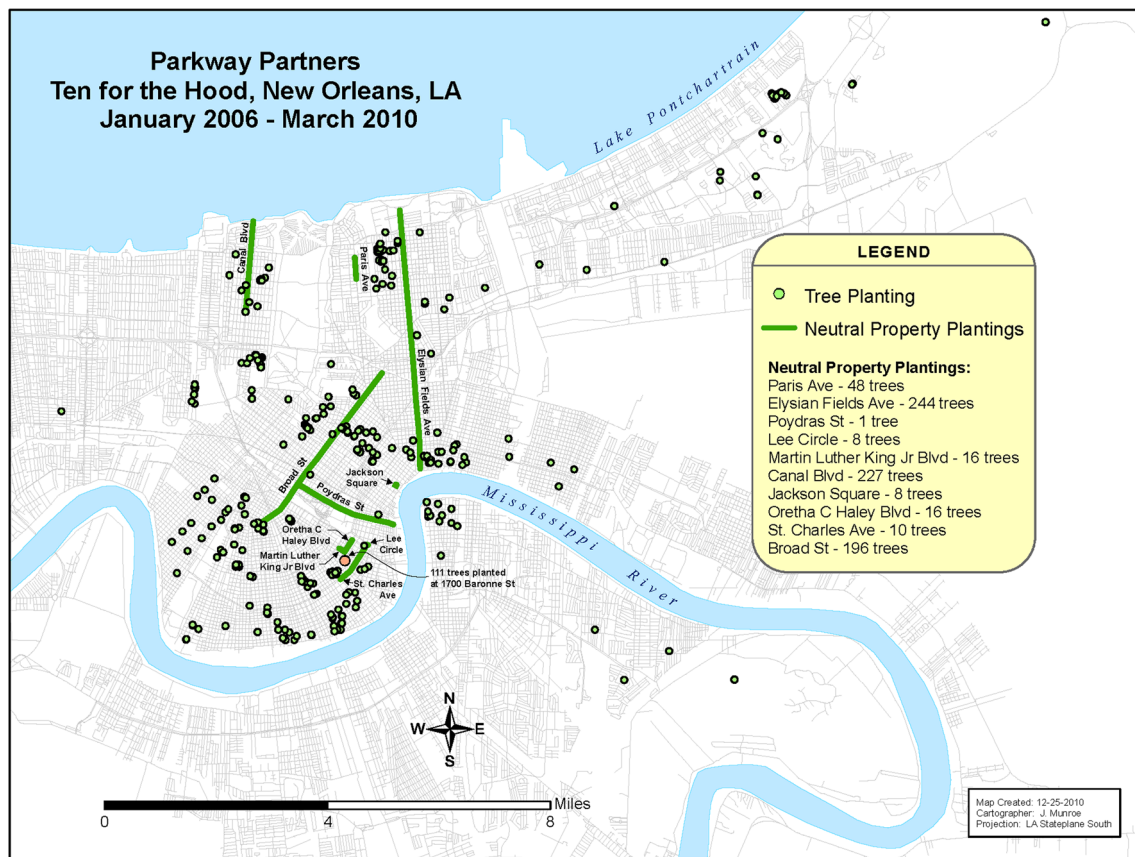 Parkway Partners
Ten for the Hood, New Orleans, LA
January 2006 - March 2010
Lake Pontchartrain
Canal Blvd
Paris Ave
Elysian Fields Ave
Broad St
Poydras St
Jackson
Square
Mississippi
River
Oretha C
Haley Blvd
Lee
Circle
Martin Luther
King Jr Blvd
111 trees planted
at 1700 Baronne St
St. Charles
Ave
LEGEND
Tree Planting
Neutral Property Plantings
Neutral Property Plantings:
Paris Ave - 48 trees
Elysian Fields Ave - 244 trees
Poydras St - 1 tree
Lee Circle - 8 trees
Martin Luther King Jr Blvd - 16 trees
Canal Blvd - 227 trees
Jackson Square - 8 trees
Oretha C Haley Blvd - 16 trees
St. Charles Ave - 10 trees
Broad St - 196 trees
N
W E
S
0 4 8 Miles
Map Created: 12-25-2010
Cartographer: J. Munroe
Projection: LA Stateplane South